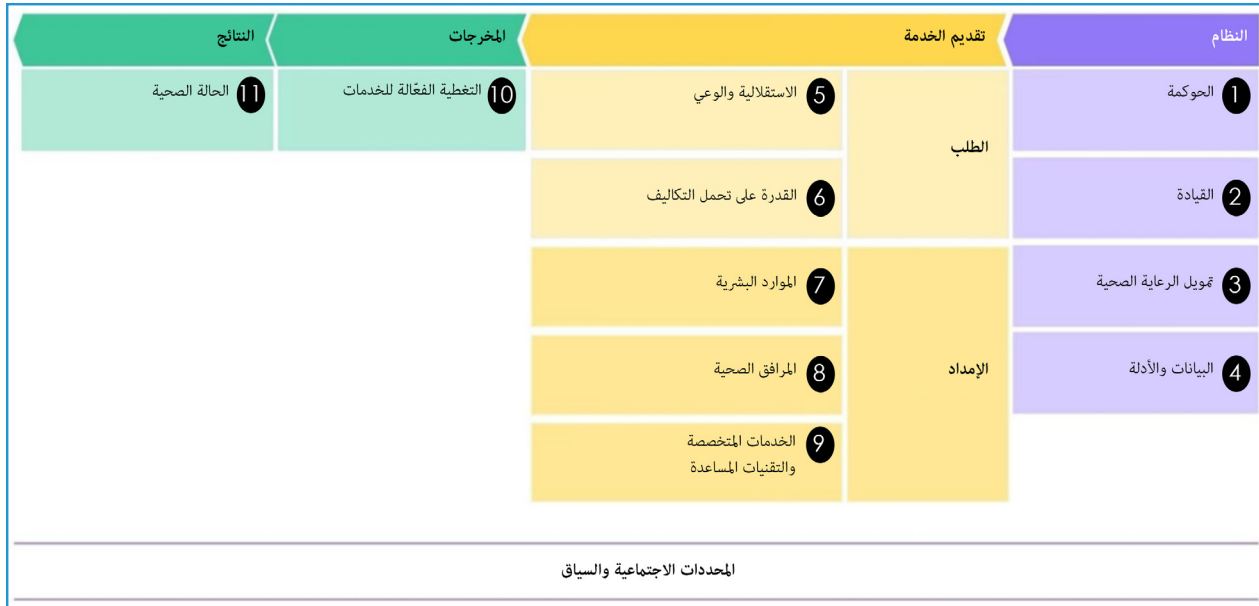 النظام
تقديم الخدمة
المخرجات
النتائج
1 الحوكمة
2 القيادة
3 تمويل الرعاية الصحية
4 البيانات والأدلة
الطلب
5 الاستقلالية والوعي
6 القدرة على تحمل التكاليف
الإمداد
7 الموارد البشرية
8 المرافق الصحية
9 الخدمات المتخصصة
والتقنيات المساعدة
10 التغطية الفعّالة للخدمات
11 الحالة الصحية
المحددات الاجتماعية والسياق